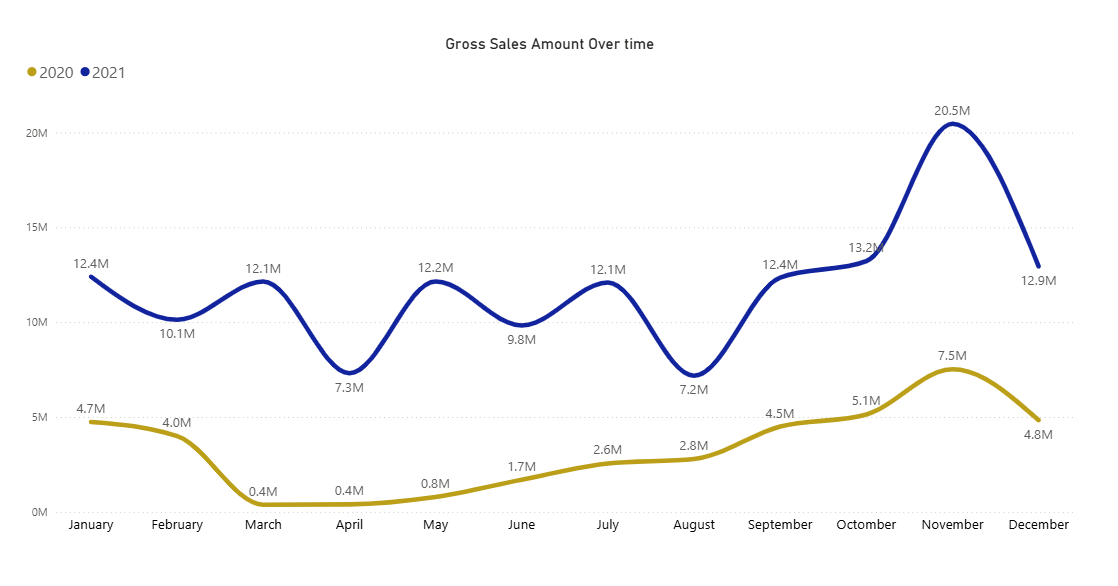 Gross Sales Amount Over time
2020 2021
20.5M
20M
15M
13.2M
12.4M 12.1M 12.2M 12.1M 12.4M
12.9M
10M
10.1M 9.8M
7.3M 7.2M
7.5M
5M
4.7M 4.0M 0.4M 0.4M 0.8M 1.7M 2.6M 2.8M 4.5M 5.1M
4.8M
0M
January February March April May June July August September Octomber November December